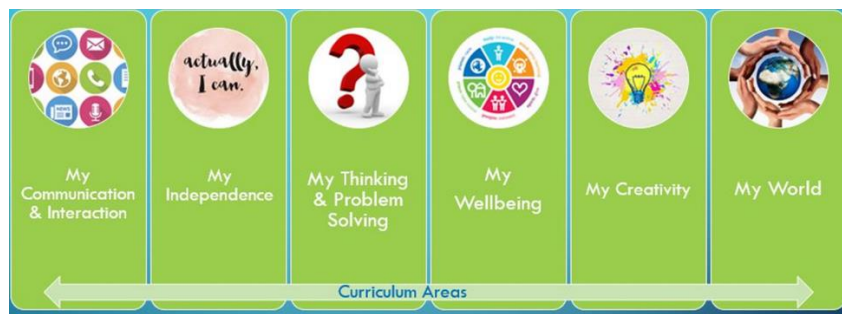 actually,
I can.
NEWS
My
Communication
& Interaction
My
Independence
My Thinking
& Problem
Solving
My
Wellbeing
My Creativity
My World
Curriculum Areas